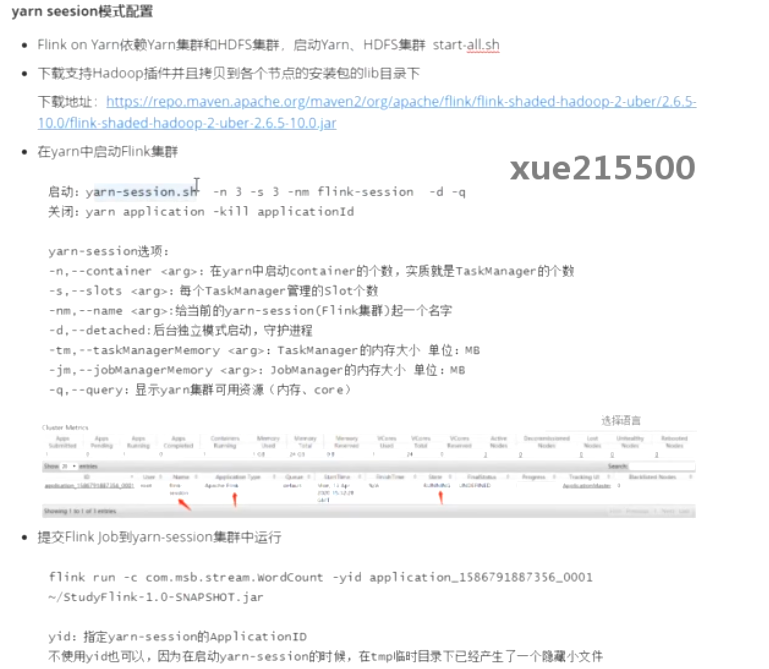 yarn seesion模式配置
Flink on Yarn依赖Yarn集群和HDFS集群，启动Yarn、HDFS集群 start-all.sh
下载支持Hadoop插件并且拷贝到各个节点的安装包的lib目录下
下载地址：https://repo.maven.apache.org/maven2/org/apache/flink/flink-shaded-hadoop-2-uber/2.6.5-
10.0/flink-shaded-hadoop-2-uber-2.6.5-10.0.jar
在yarn中启动Flink集群
xue215500
启动：yarn-session.sh -n 3 -s 3 -nm flink-session -d -q
关闭：yarn application -kill applicationId
yarn-session选项：
-n,--container <arg>：在yarn中启动container的个数，实质就是TaskManager的个数
-s,--slots <arg>：每个TaskManager管理的Slot个数
-nm,--name <arg>:给当前的yarn-session(Flink集群)起一个名字
-d,--detached:后台独立模式启动，守护进程
-tm,--taskManagerMemory <arg>：TaskManager的内存大小 单位：MB
-jm,--jobManagerMemory <arg>：JobManager的内存大小 单位：MB
-q,--query：显示yarn集群可用资源（内存、core）
选择语言
Cluster Metrics
Apps Submitted Apps Pending Apps Running Apps Completed Containers Running Memory Used Memory Total Memory Reserved VCores Used VCores Total VCores Reserved Active Nodes Decommissioned Nodes Lost Nodes Unhealthy Nodes Rebooted Nodes
Show 20 entries Search:
ID User Name Application Type Queue StartTime FinishTime State FinalStatus Progress Tracking UI Blacklisted Nodes
application_1586791887356_0001 root Flink session Apache Flink default N/A RUNNING UNDEFINED ApplicationMaster
Showing 1 to 1 of 1 entries
提交Flink Job到yarn-session集群中运行
flink run -c com.msb.stream.WordCount -yid application_1586791887356_0001
~/StudyFlink-1.0-SNAPSHOT.jar
yid：指定yarn-session的ApplicationID
不使用yid也可以，因为在启动yarn-session的时候，在tmp临时目录下已经产生了一个隐藏小文件